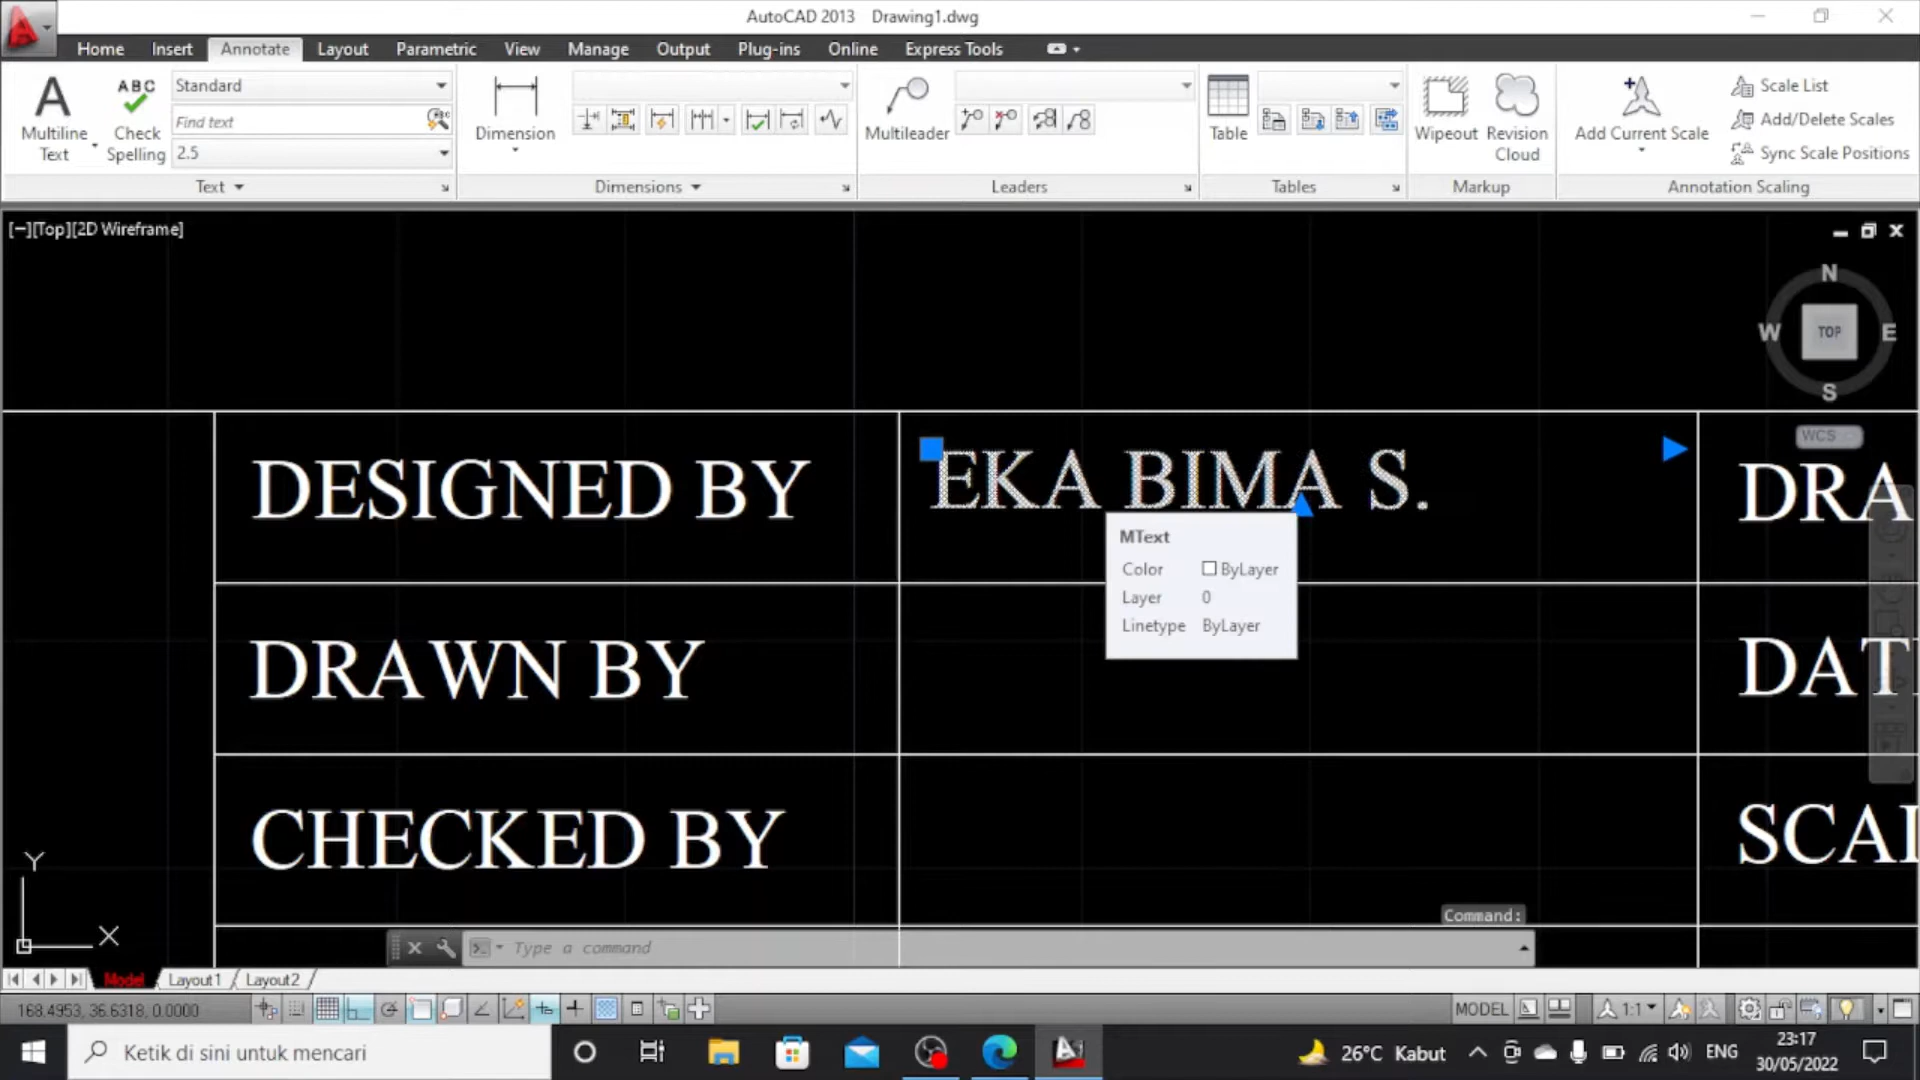 AutoCAD 2013 Drawing1.dwg
Home Insert Annotate Layout Parametric View Manage Output Plug-ins Online Express Tools
A Multiline Text
ABC Check Spelling
Standard
Find text
ABC
2.5
Text
Dimension
Dimensions
Multileader
Leaders
Table
Tables
Wipeout
Revision Cloud
Markup
Add Current Scale
Scale List
Add/Delete Scales
Sync Scale Positions
Annotation Scaling
[−][Top][2D Wireframe]
N
W TOP E
S
WCS
DESIGNED BY EKA BIMA S. DRA
MText
Color ByLayer
Layer 0
Linetype ByLayer
DRAWN BY DAT
CHECKED BY SCAL
Y
X
Command:
Type a command
Model Layout1 Layout2
168.4953, 36.6318, 0.0000
MODEL 1:1
Ketik di sini untuk mencari
26°C Kabut ENG 23:17
30/05/2022